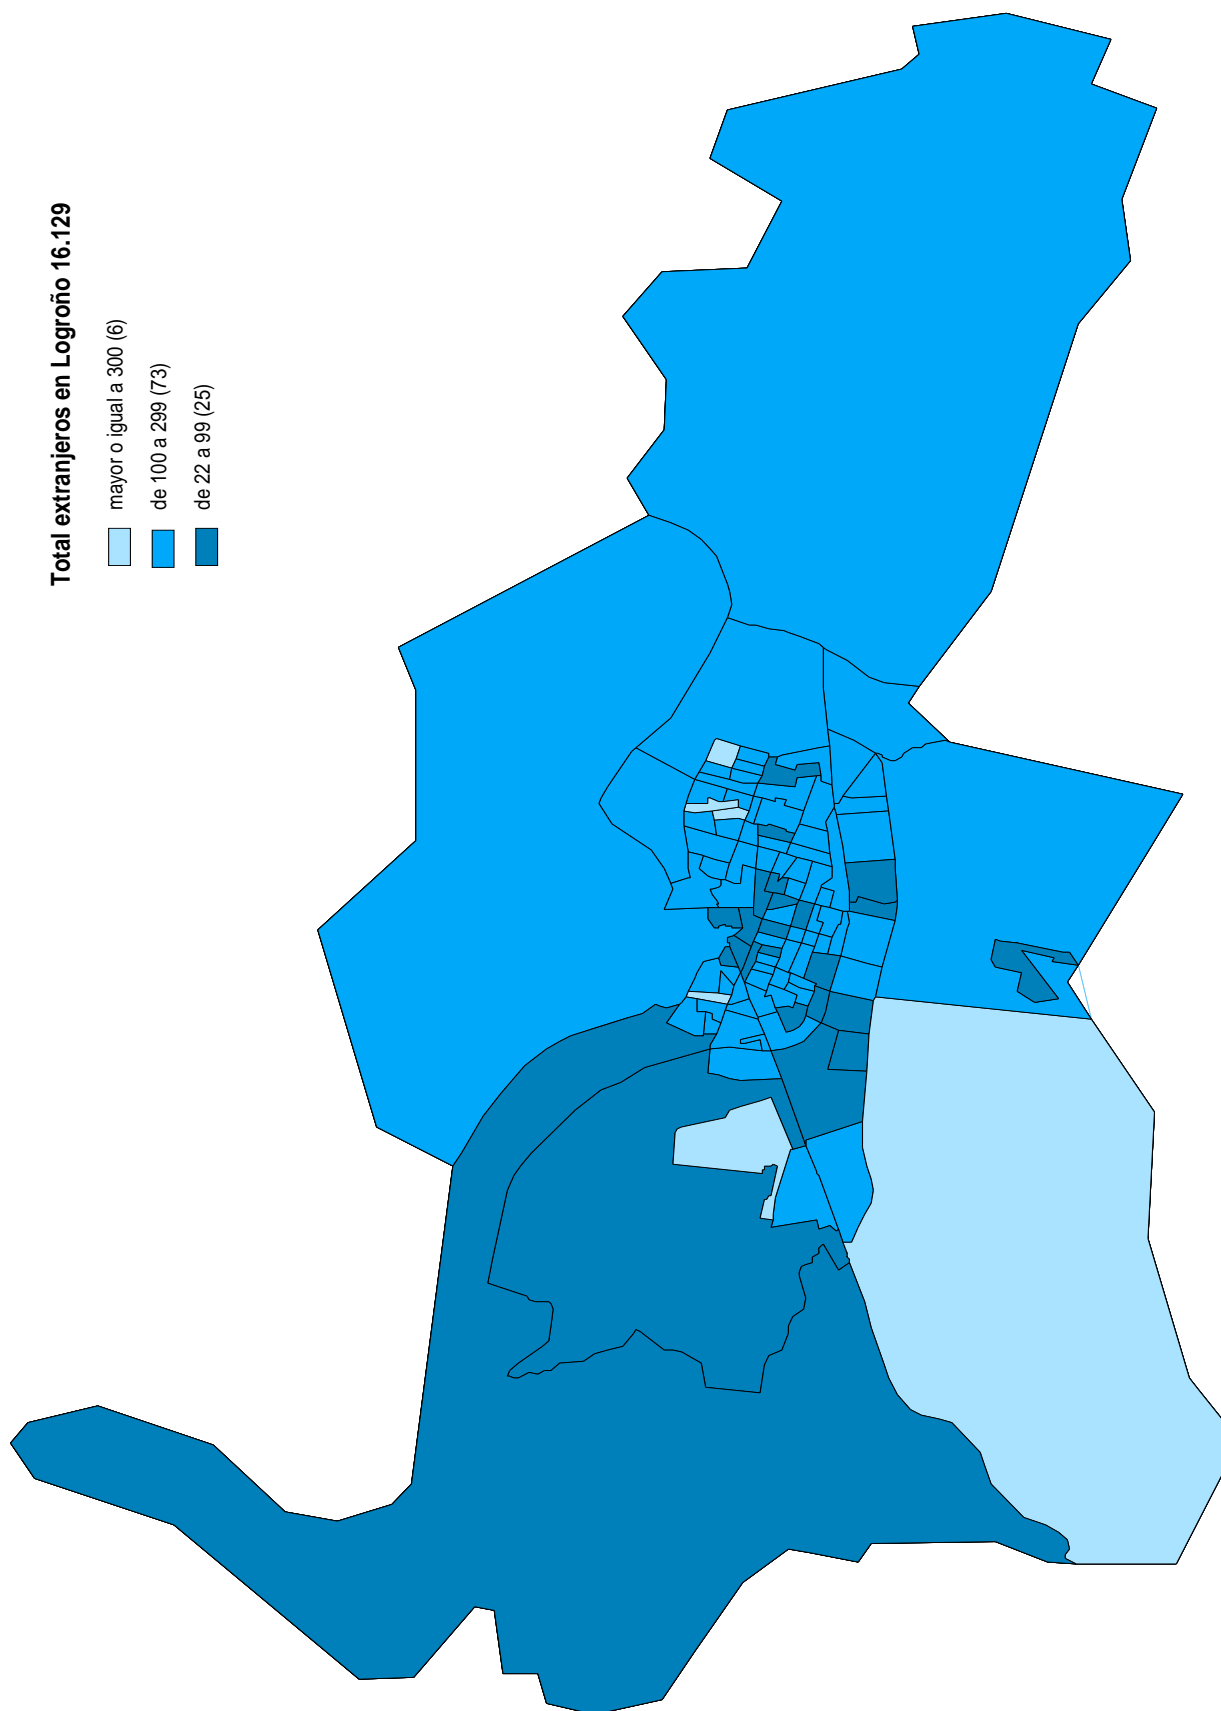 Total extranjeros en Logroño 16.129
mayor o igual a 300 (6)
de 100 a 299 (73)
de 22 a 99 (25)